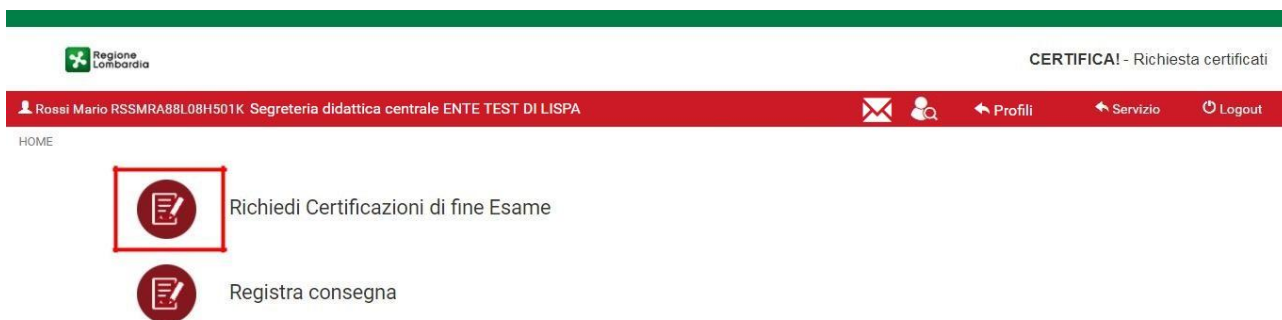 Regione
Lombardia
CERTIFICA! - Richiesta certificati
Rossi Mario RSSMRA88L08H501K Segreteria didattica centrale ENTE TEST DI LISPA
Profili
Servizio
Logout
HOME
Richiedi Certificazioni di fine Esame
Registra consegna